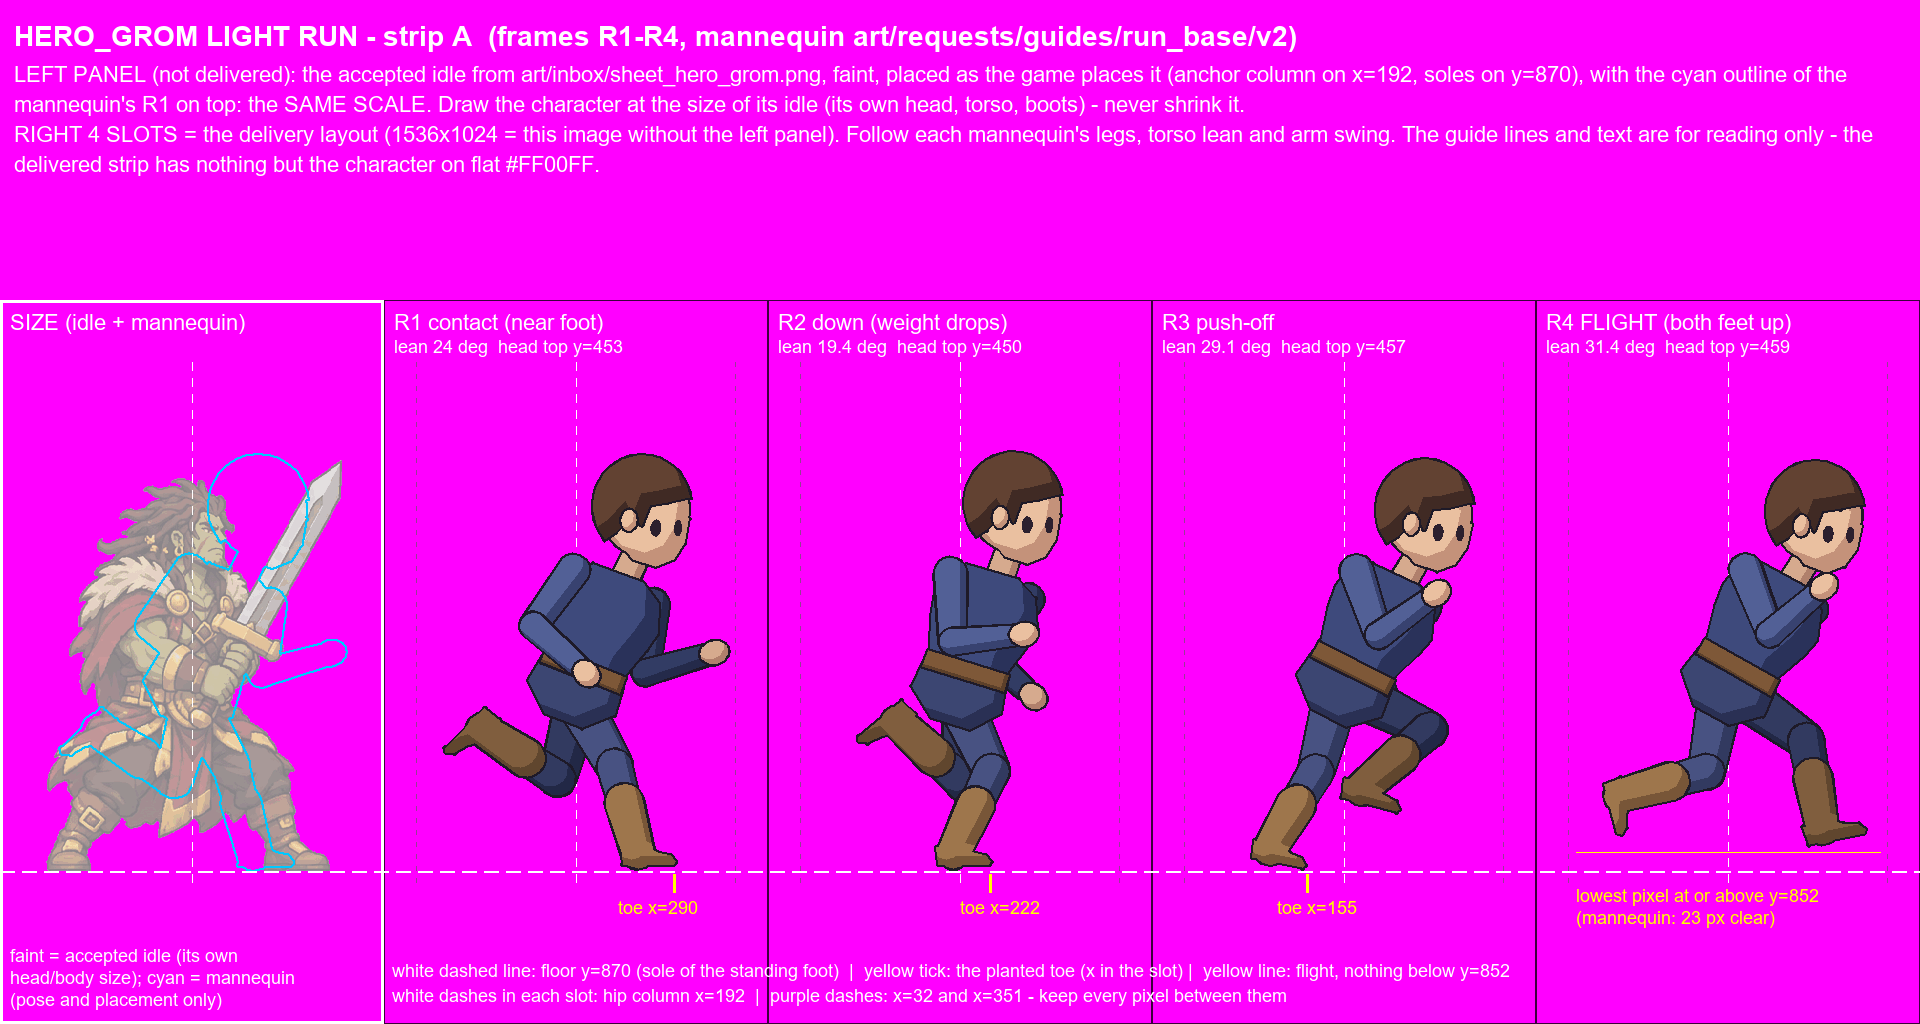 HERO_GROM LIGHT RUN - strip A  (frames R1-R4, mannequin art/requests/guides/run_base/v2)
LEFT PANEL (not delivered): the accepted idle from art/inbox/sheet_hero_grom.png, faint, placed as the game places it (anchor column on x=192, soles on y=870), with the cyan outline of the
mannequin's R1 on top: the SAME SCALE. Draw the character at the size of its idle (its own head, torso, boots) - never shrink it.
RIGHT 4 SLOTS = the delivery layout (1536x1024 = this image without the left panel). Follow each mannequin's legs, torso lean and arm swing. The guide lines and text are for reading only - the
delivered strip has nothing but the character on flat #FF00FF.
SIZE (idle + mannequin)
R1 contact (near foot)
lean 24 deg  head top y=453
R2 down (weight drops)
lean 19.4 deg  head top y=450
R3 push-off
lean 29.1 deg  head top y=457
R4 FLIGHT (both feet up)
lean 31.4 deg  head top y=459
toe x=290
toe x=222
toe x=155
lowest pixel at or above y=852
(mannequin: 23 px clear)
faint = accepted idle (its own
head/body size); cyan = mannequin
(pose and placement only)
white dashed line: floor y=870 (sole of the standing foot)  |  yellow tick: the planted toe (x in the slot) |  yellow line: flight, nothing below y=852
white dashes in each slot: hip column x=192  |  purple dashes: x=32 and x=351 - keep every pixel between them